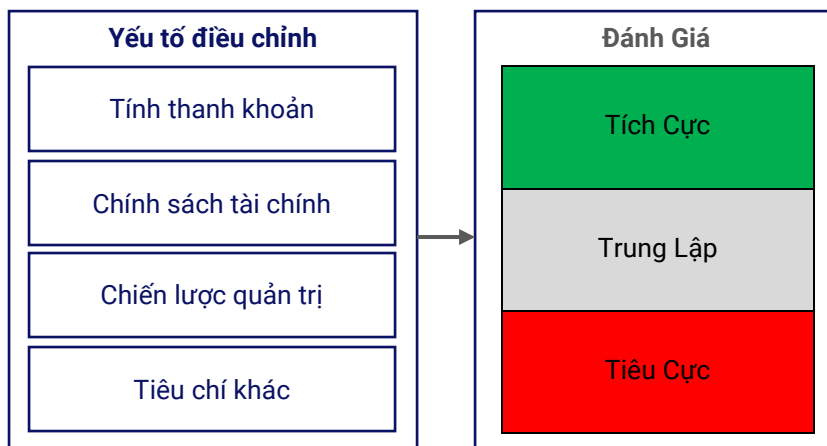 Yếu tố điều chỉnh
Tính thanh khoản
Chính sách tài chính
Chiến lược quản trị
Tiêu chí khác
Đánh Giá
Tích Cực
Trung Lập
Tiêu Cực